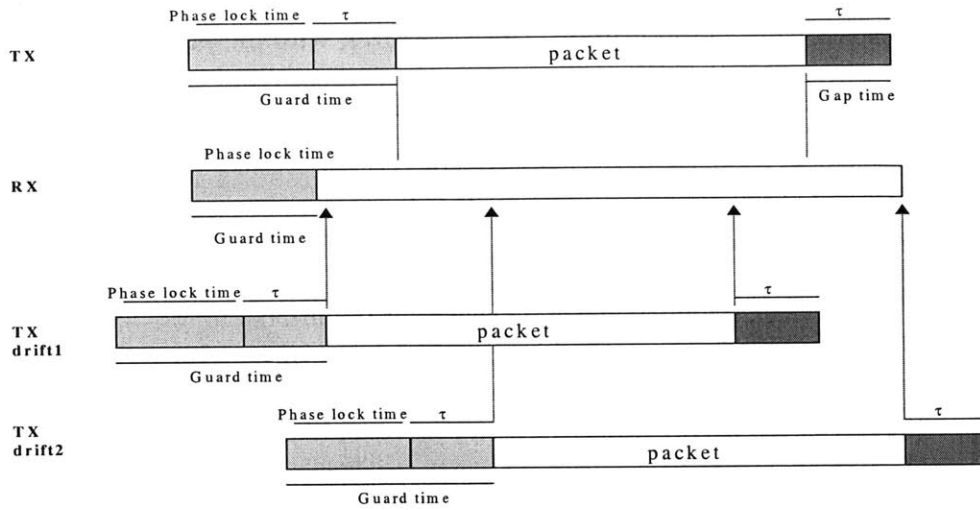 Phase lock time τ τ
TX packet
Guard time Gap time
Phase lock time
RX
Guard time
Phase lock time τ τ
TX
drift1 packet
Guard time
Phase lock time τ τ
TX
drift2 packet
Guard time